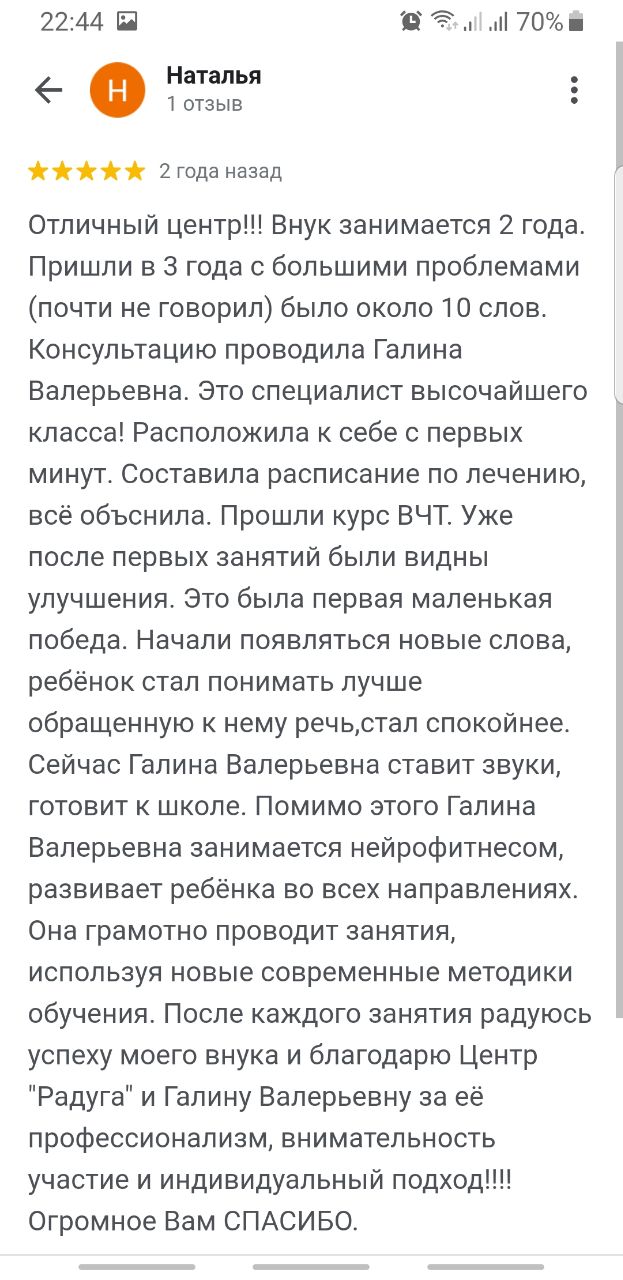 22:44
70%
Наталья
Н
1 отзыв
2 года назад
Отличный центр!!! Внук занимается 2 года.
Пришли в 3 года с большими проблемами
(почти не говорил) было около 10 слов.
Консультацию проводила Галина
Валерьевна. Это специалист высочайшего
класса! Расположила к себе с первых
минут. Составила расписание по лечению,
всё объснила. Прошли курс ВЧТ. Уже
после первых занятий были видны
улучшения. Это была первая маленькая
победа. Начали появляться новые слова,
ребёнок стал понимать лучше
обращенную к нему речь,стал спокойнее.
Сейчас Галина Валерьевна ставит звуки,
готовит к школе. Помимо этого Галина
Валерьевна занимается нейрофитнесом,
развивает ребёнка во всех направлениях.
Она грамотно проводит занятия,
используя новые современные методики
обучения. После каждого занятия радуюсь
успеху моего внука и благодарю Центр
"Радуга" и Галину Валерьевну за её
профессионализм, внимательность
участие и индивидуальный подход!!!!
Огромное Вам СПАСИБО.